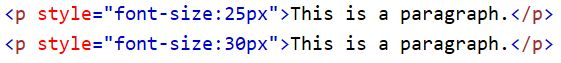 <p style="font-size:25px">This is a paragraph.</p>
<p style="font-size:30px">This is a paragraph.</p>